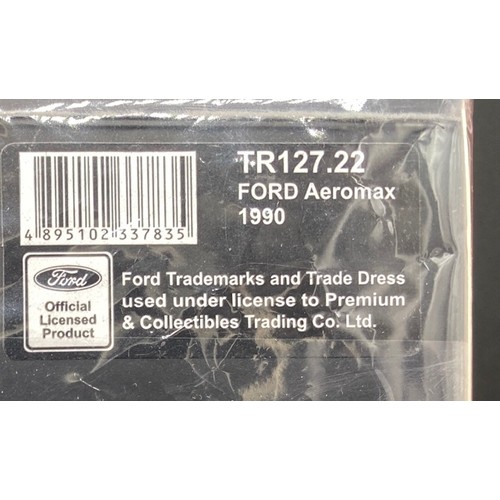 TR127.22
FORD Aeromax
1990
4 895102 337835
Ford
Official
Licensed
Product
Ford Trademarks and Trade Dress
used under license to Premium
& Collectibles Trading Co. Ltd.